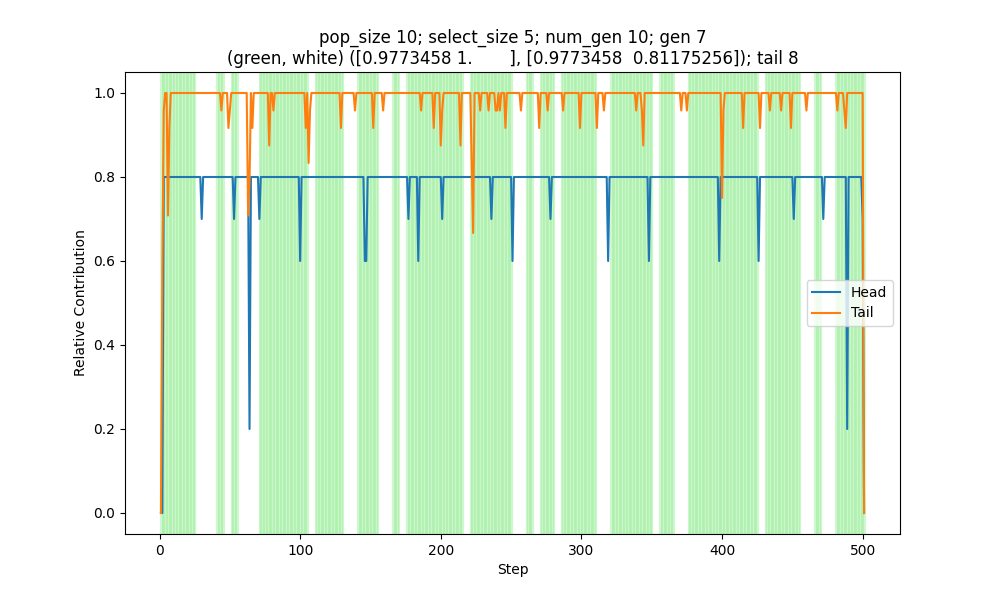 pop_size 10; select_size 5; num_gen 10; gen 7
(green, white) ([0.9773458 1.       ], [0.9773458  0.81175256]); tail 8
1.0
0.8
0.6
0.4
0.2
0.0
Relative Contribution
Head
Tail
0
100
200
300
400
500
Step